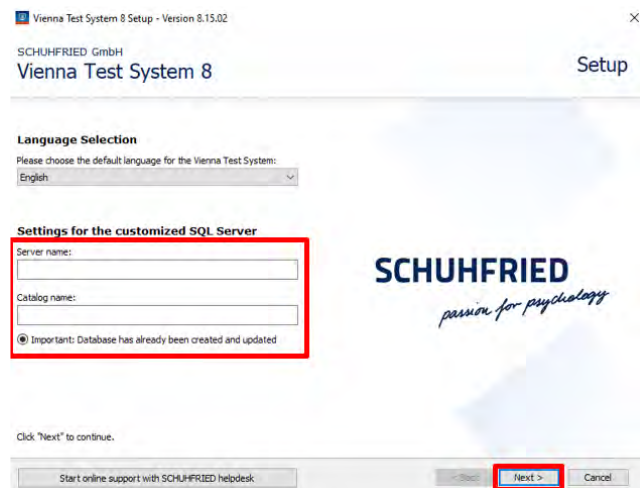 Vienna Test System 8 Setup - Version 8.15.02
SCHUHFRIED GmbH
Vienna Test System 8
Setup
Language Selection
Please choose the default language for the Vienna Test System:
English
Settings for the customized SQL Server
Server name:
Catalog name:
Important: Database has already been created and updated
SCHUHFRIED
passion for psychology
Click "Next" to continue.
Start online support with SCHUHFRIED helpdesk
< Back
Next >
Cancel